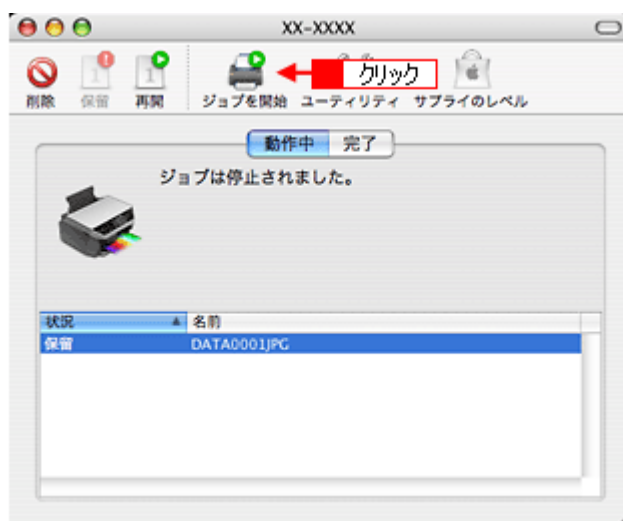 XX-XXXX
クリック
削除 保留 再開 ジョブを開始 ユーティリティ サプライのレベル
動作中 完了
ジョブは停止されました。
状況 名前
保留 DATA0001JPG